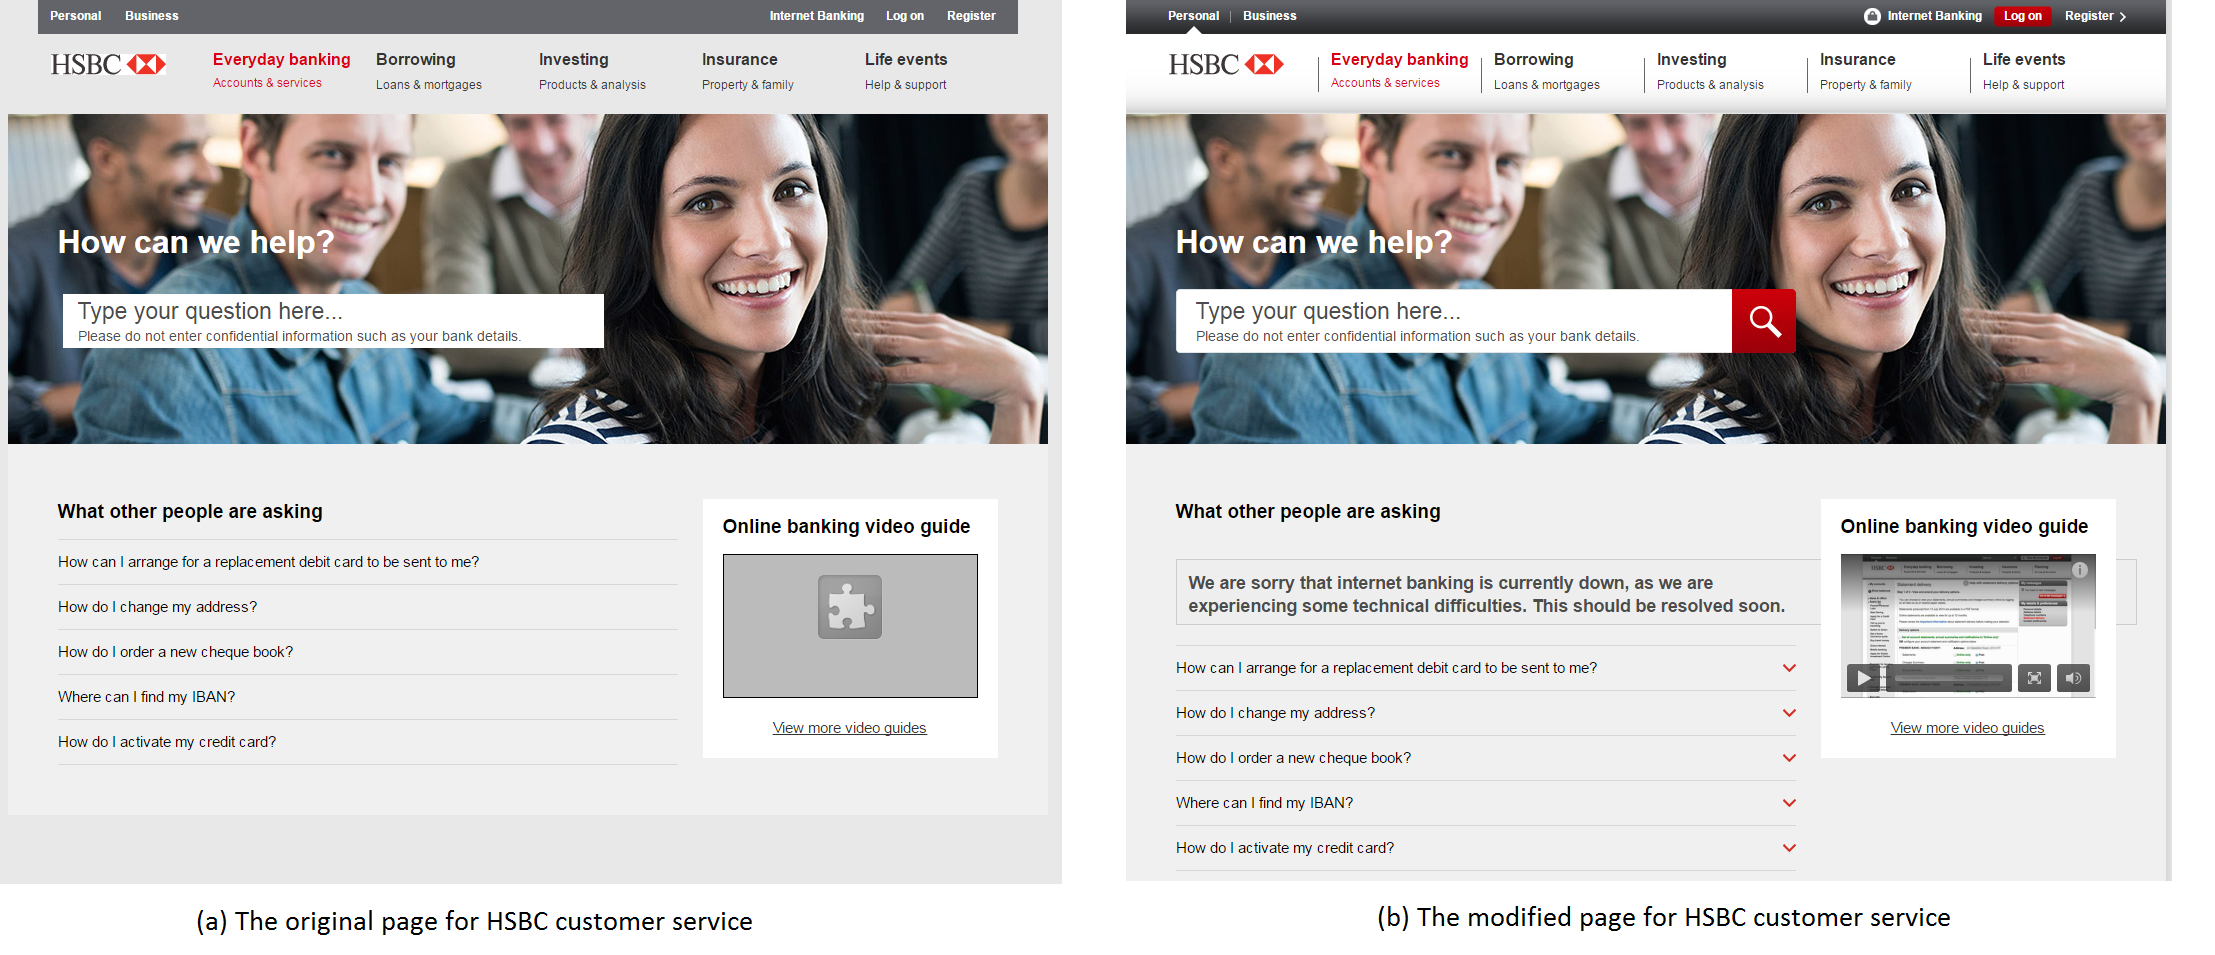 Personal Business Internet Banking Log on Register
HSBC
Everyday banking Borrowing Investing Insurance Life events
Accounts & services Loans & mortgages Products & analysis Property & family Help & support
How can we help?
Type your question here...
Please do not enter confidential information such as your bank details.
What other people are asking
How can I arrange for a replacement debit card to be sent to me?
How do I change my address?
How do I order a new cheque book?
Where can I find my IBAN?
How do I activate my credit card?
Online banking video guide
View more video guides
(a) The original page for HSBC customer service
Personal Business Internet Banking Log on Register
HSBC
Everyday banking Borrowing Investing Insurance Life events
Accounts & services Loans & mortgages Products & analysis Property & family Help & support
How can we help?
Type your question here...
Please do not enter confidential information such as your bank details.
What other people are asking
We are sorry that internet banking is currently down, as we are
experiencing some technical difficulties. This should be resolved soon.
How can I arrange for a replacement debit card to be sent to me?
How do I change my address?
How do I order a new cheque book?
Where can I find my IBAN?
How do I activate my credit card?
Online banking video guide
HSBC
Statement delivery
View more video guides
(b) The modified page for HSBC customer service